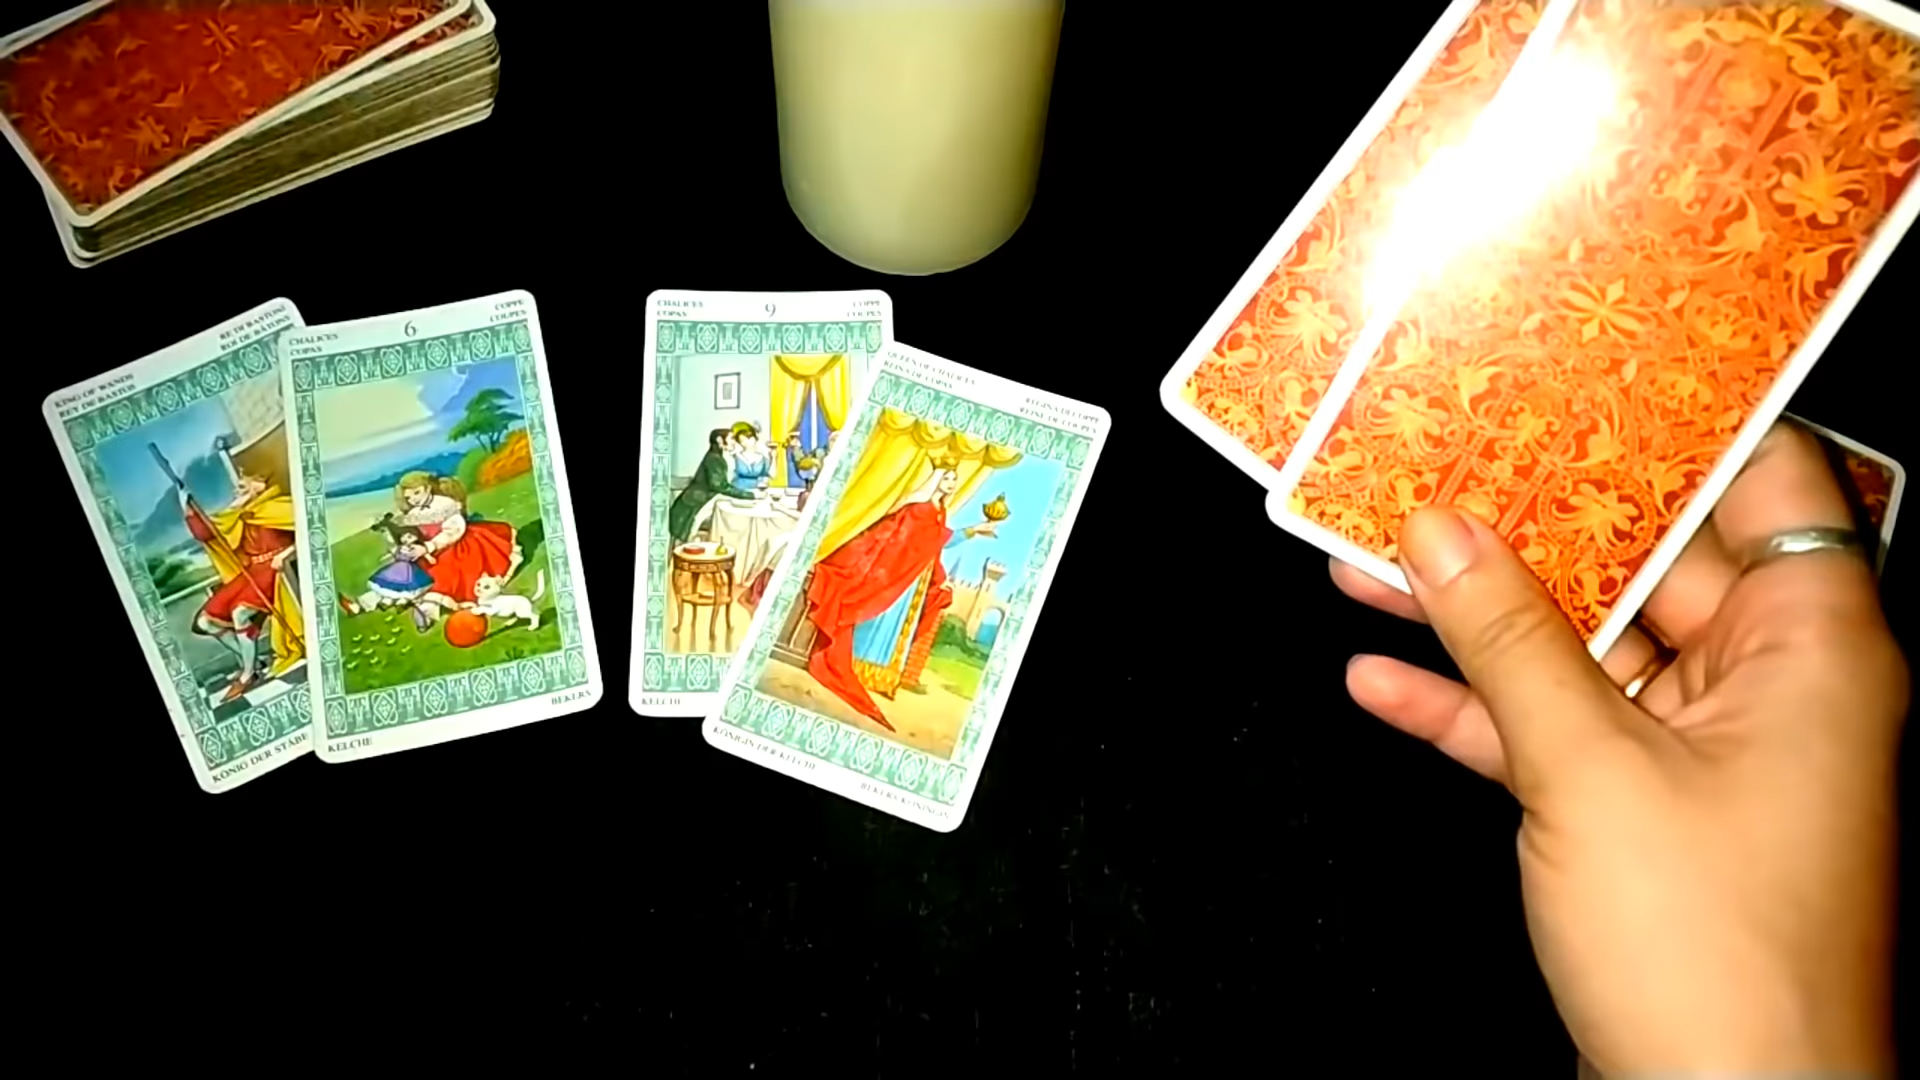 KING OF WANDS
REY DE BASTOS
RE DI BASTONI
ROI DE BÂTONS
KÖNIG DER STÄBE
CHALICES
COPAS
6
COPPE
COUPES
KELCHE
BEKERS
CHALICES
COPAS
9
COPPE
COUPES
KELCHE
QUEEN OF CHALICES
REINA DE COPAS
REGINA DI COPPE
REINE DE COUPES
KÖNIGIN DER KELCHE
BEKERS KONINGIN